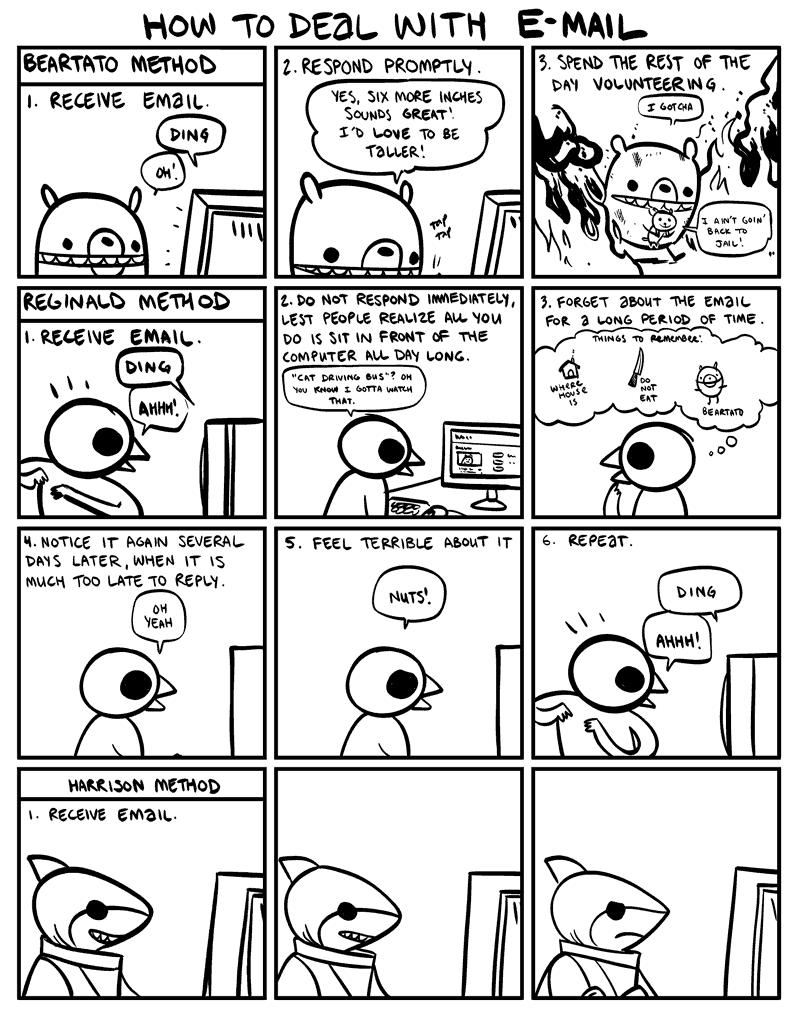 HOW TO DEAL WITH E-MAIL
BEARTATO METHOD
1. RECEIVE EMAIL.
DING
OH!
2. RESPOND PROMPTLY.
YES, SIX MORE INCHES
SOUNDS GREAT!
I'D LOVE TO BE
TALLER!
TAP
TAP
3. SPEND THE REST OF THE
DAY VOLUNTEERING.
I GOTCHA
I AIN'T GOIN'
BACK TO
JAIL!
REGINALD METHOD
1. RECEIVE EMAIL.
DING
AHHH!
2. DO NOT RESPOND IMMEDIATELY,
LEST PEOPLE REALIZE ALL YOU
DO IS SIT IN FRONT OF THE
COMPUTER ALL DAY LONG.
"CAT DRIVING BUS"? OH
YOU KNOW I GOTTA WATCH
THAT.
3. FORGET ABOUT THE EMAIL
FOR A LONG PERIOD OF TIME.
THINGS TO REMEMBER:
WHERE
HOUSE
IS
DO
NOT
EAT
BEARTATO
4. NOTICE IT AGAIN SEVERAL
DAYS LATER, WHEN IT IS
MUCH TOO LATE TO REPLY.
OH
YEAH
5. FEEL TERRIBLE ABOUT IT
NUTS!
6. REPEAT.
DING
AHHH!
HARRISON METHOD
1. RECEIVE EMAIL.